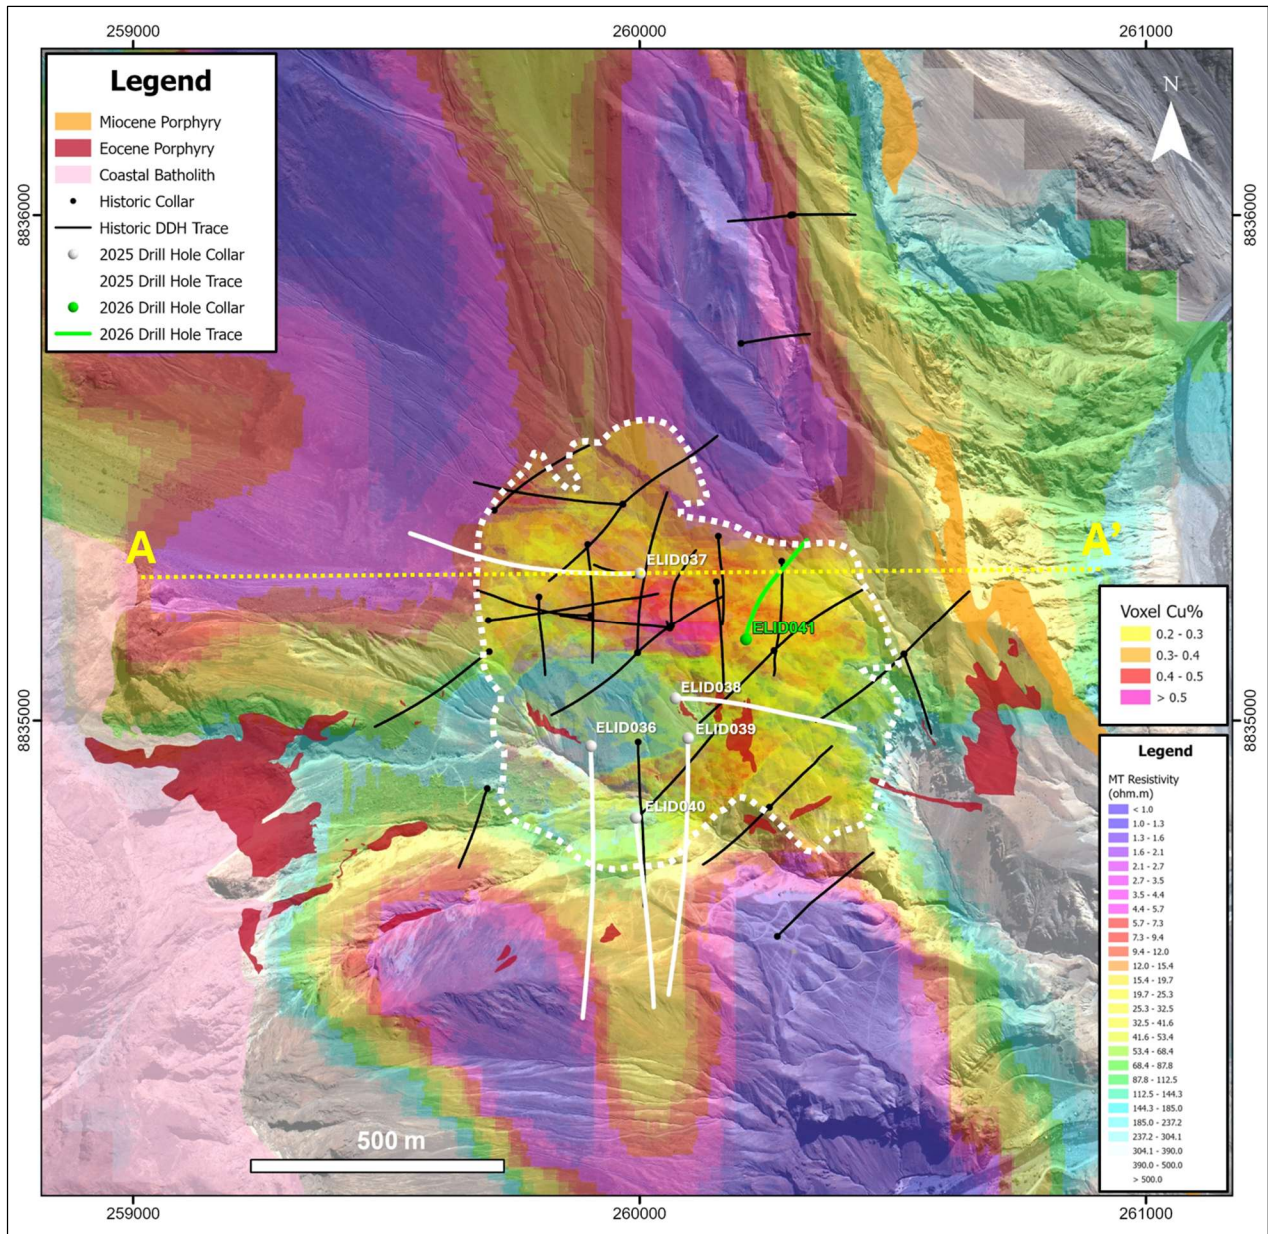 259000
260000
261000
Legend
Miocene Porphyry
Eocene Porphyry
Coastal Batholith
Historic Collar
Historic DDH Trace
2025 Drill Hole Collar
2025 Drill Hole Trace
2026 Drill Hole Collar
2026 Drill Hole Trace
N
8836000
8836000
A
A’
ELID037
ELID041
ELID038
ELID036
ELID039
ELID040
8835000
8835000
Voxel Cu%
0.2 - 0.3
0.3- 0.4
0.4 - 0.5
> 0.5
Legend
MT Resistivity
(ohm.m)
< 1.0
1.0 - 1.3
1.3 - 1.6
1.6 - 2.1
2.1 - 2.7
2.7 - 3.5
3.5 - 4.4
4.4 - 5.7
5.7 - 7.3
7.3 - 9.4
9.4 - 12.0
12.0 - 15.4
15.4 - 19.7
19.7 - 25.3
25.3 - 32.5
32.5 - 41.6
41.6 - 53.4
53.4 - 68.4
68.4 - 87.8
87.8 - 112.5
112.5 - 144.3
144.3 - 185.0
185.0 - 237.2
237.2 - 304.1
304.1 - 390.0
390.0 - 500.0
> 500.0
500 m
259000
260000
261000